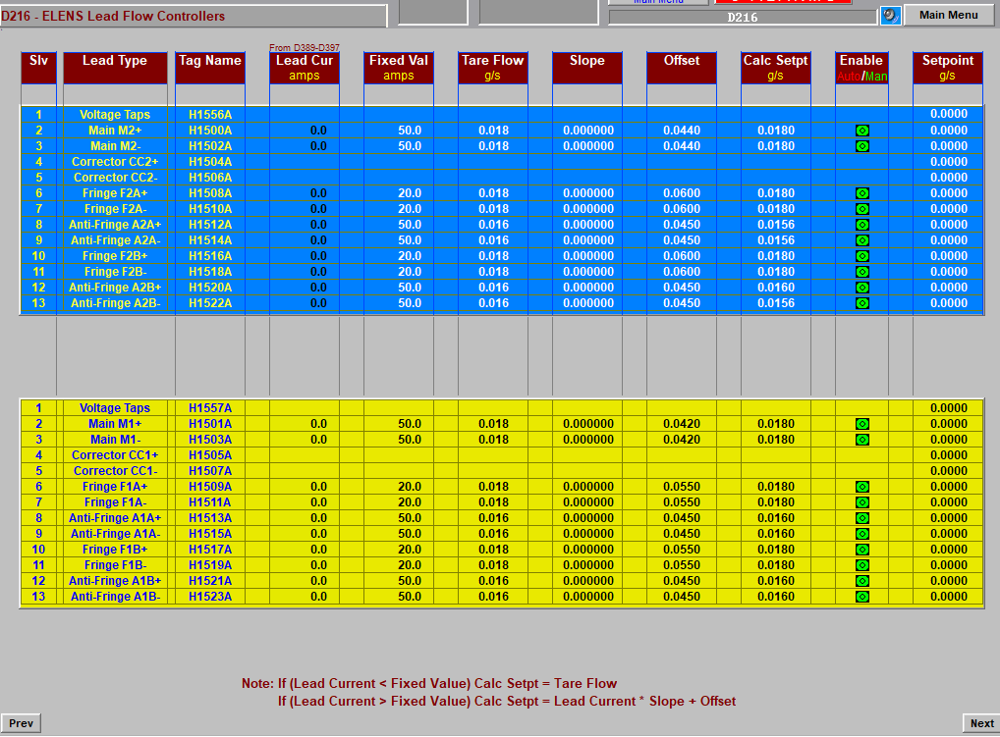 Main Menu
D216 - ELENS Lead Flow Controllers
D216
Main Menu
From D389-D397
Slv Lead Type Tag Name Lead Cur Fixed Val Tare Flow Slope Offset Calc Setpt Enable Setpoint
amps amps g/s g/s Auto/Man g/s
1 Voltage Taps H1556A 0.0000
2 Main M2+ H1500A 0.0 50.0 0.018 0.000000 0.0440 0.0180 0.0000
3 Main M2- H1502A 0.0 50.0 0.018 0.000000 0.0440 0.0180 0.0000
4 Corrector CC2+ H1504A 0.0000
5 Corrector CC2- H1506A 0.0000
6 Fringe F2A+ H1508A 0.0 20.0 0.018 0.000000 0.0600 0.0180 0.0000
7 Fringe F2A- H1510A 0.0 20.0 0.018 0.000000 0.0600 0.0180 0.0000
8 Anti-Fringe A2A+ H1512A 0.0 50.0 0.016 0.000000 0.0450 0.0156 0.0000
9 Anti-Fringe A2A- H1514A 0.0 50.0 0.016 0.000000 0.0450 0.0156 0.0000
10 Fringe F2B+ H1516A 0.0 20.0 0.018 0.000000 0.0600 0.0180 0.0000
11 Fringe F2B- H1518A 0.0 20.0 0.018 0.000000 0.0600 0.0180 0.0000
12 Anti-Fringe A2B+ H1520A 0.0 50.0 0.016 0.000000 0.0450 0.0160 0.0000
13 Anti-Fringe A2B- H1522A 0.0 50.0 0.016 0.000000 0.0450 0.0156 0.0000
1 Voltage Taps H1557A 0.0000
2 Main M1+ H1501A 0.0 50.0 0.018 0.000000 0.0420 0.0180 0.0000
3 Main M1- H1503A 0.0 50.0 0.018 0.000000 0.0420 0.0180 0.0000
4 Corrector CC1+ H1505A 0.0000
5 Corrector CC1- H1507A 0.0000
6 Fringe F1A+ H1509A 0.0 20.0 0.018 0.000000 0.0550 0.0180 0.0000
7 Fringe F1A- H1511A 0.0 20.0 0.018 0.000000 0.0550 0.0180 0.0000
8 Anti-Fringe A1A+ H1513A 0.0 50.0 0.016 0.000000 0.0450 0.0160 0.0000
9 Anti-Fringe A1A- H1515A 0.0 50.0 0.016 0.000000 0.0450 0.0160 0.0000
10 Fringe F1B+ H1517A 0.0 20.0 0.018 0.000000 0.0550 0.0180 0.0000
11 Fringe F1B- H1519A 0.0 20.0 0.018 0.000000 0.0550 0.0180 0.0000
12 Anti-Fringe A1B+ H1521A 0.0 50.0 0.016 0.000000 0.0450 0.0160 0.0000
13 Anti-Fringe A1B- H1523A 0.0 50.0 0.016 0.000000 0.0450 0.0160 0.0000
Note: If (Lead Current < Fixed Value) Calc Setpt = Tare Flow
If (Lead Current > Fixed Value) Calc Setpt = Lead Current * Slope + Offset
Prev
Next